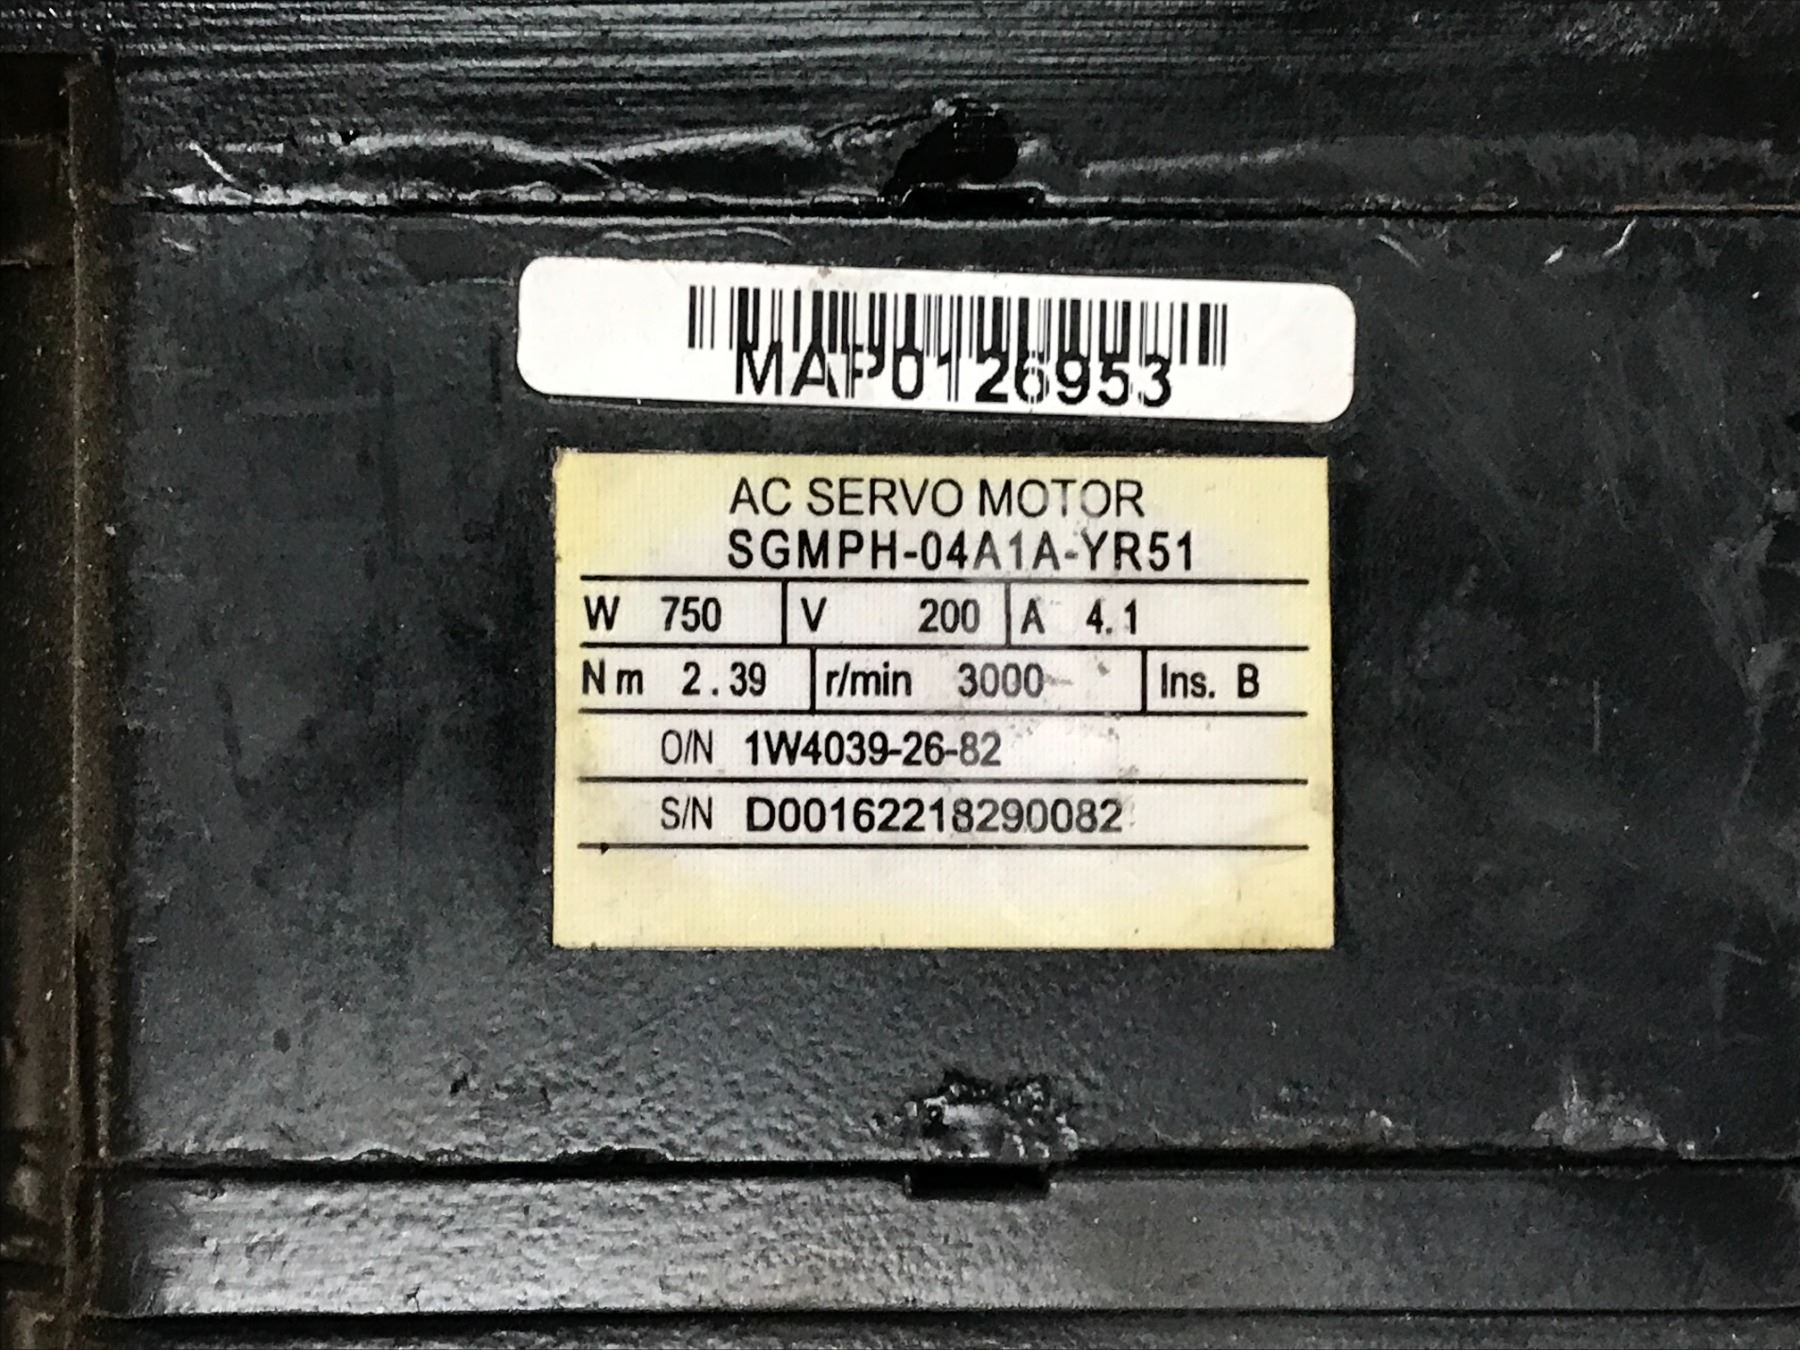 MAP0126953
AC SERVO MOTOR
SGMPH-04A1A-YR51
W 750 V 200 A 4.1
Nm 2.39 r/min 3000 Ins. B
O/N 1W4039-26-82
S/N D00162218290082